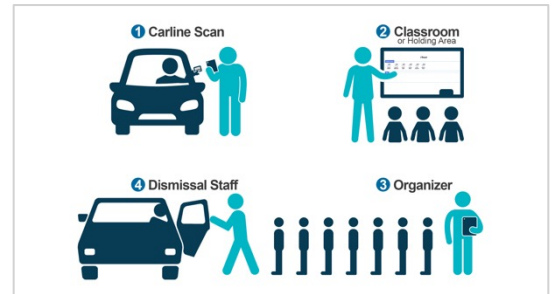 1 Carline Scan
2 Classroom
or Holding Area
4 Dismissal Staff
3 Organizer